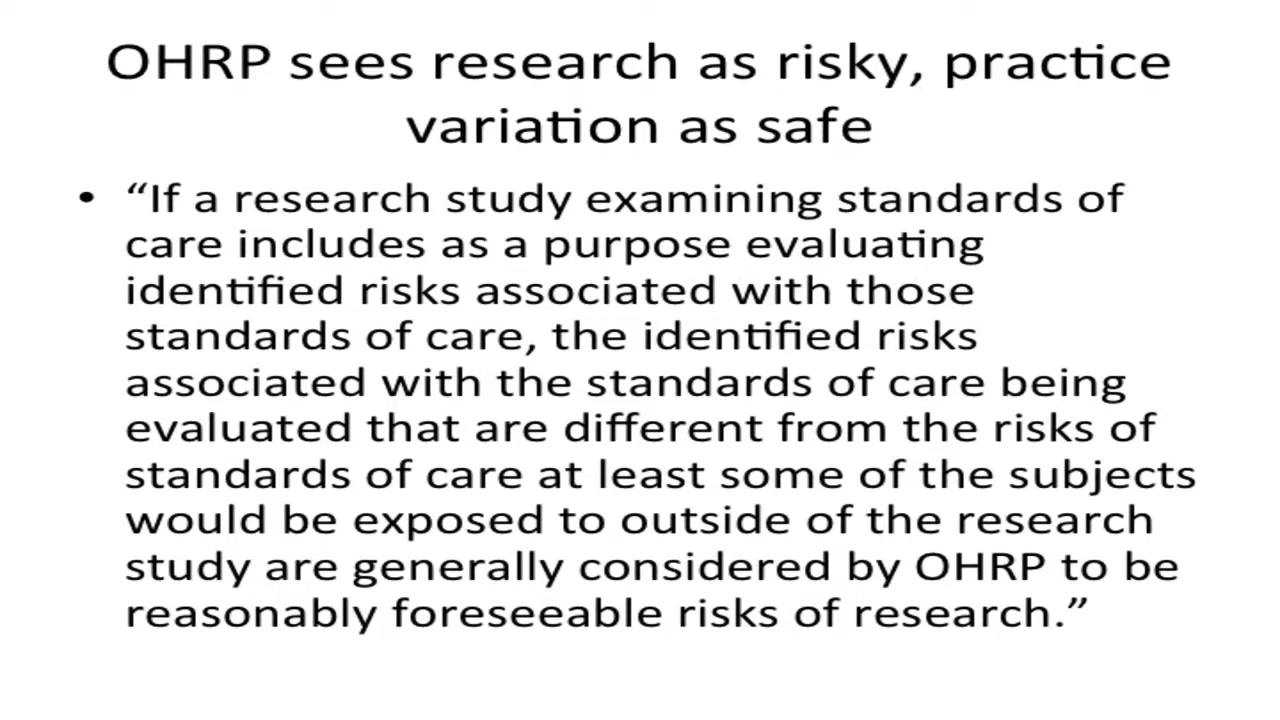 OHRP sees research as risky, practice
variation as safe
• “If a research study examining standards of
care includes as a purpose evaluating
identified risks associated with those
standards of care, the identified risks
associated with the standards of care being
evaluated that are different from the risks of
standards of care at least some of the subjects
would be exposed to outside of the research
study are generally considered by OHRP to be
reasonably foreseeable risks of research.”